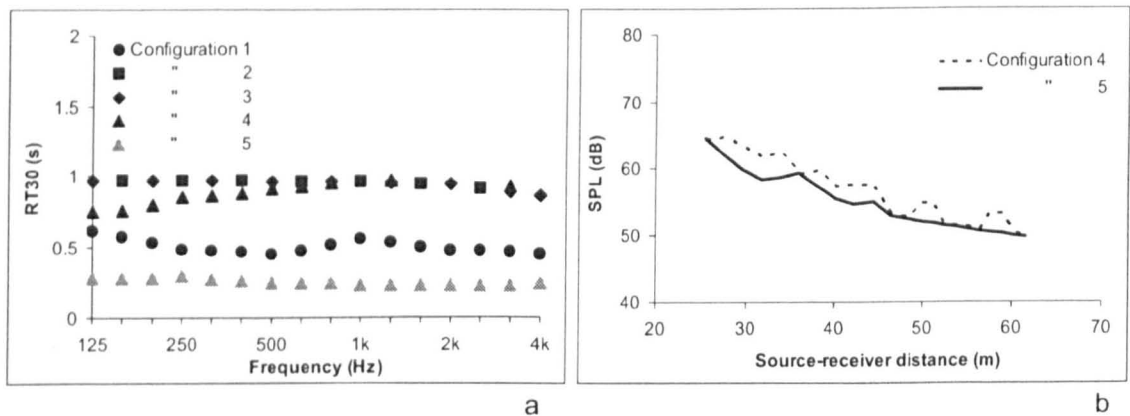 2
1.5
1
0.5
0
RT30 (s)
Configuration 1
" 2
" 3
" 4
" 5
125 250 500 1k 2k 4k
Frequency (Hz)
a
80
70
60
50
40
SPL (dB)
Configuration 4
" 5
20 30 40 50 60 70
Source-receiver distance (m)
b